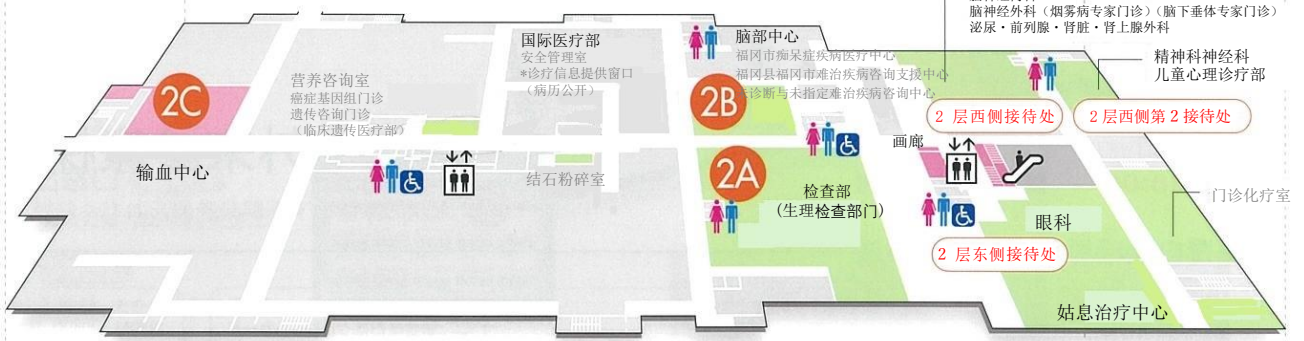 脑神经外科（烟雾病专家门诊）（脑下垂体专家门诊）
泌尿・前列腺・肾脏・肾上腺外科
国际医疗部
安全管理室
*诊疗信息提供窗口
（病历公开）
脑部中心
福冈市痴呆症疾病医疗中心
福冈县福冈市难治疾病咨询支援中心
诊断与未指定难治疾病咨询中心
精神科神经科
儿童心理诊疗部
营养咨询室
癌症基因组门诊
遗传咨询门诊
（临床遗传医疗部）
2C
2B
2 层西侧接待处
2 层西侧第 2 接待处
画廊
输血中心
结石粉碎室
2A
检查部
（生理检查部门）
门诊化疗室
眼科
2 层东侧接待处
姑息治疗中心